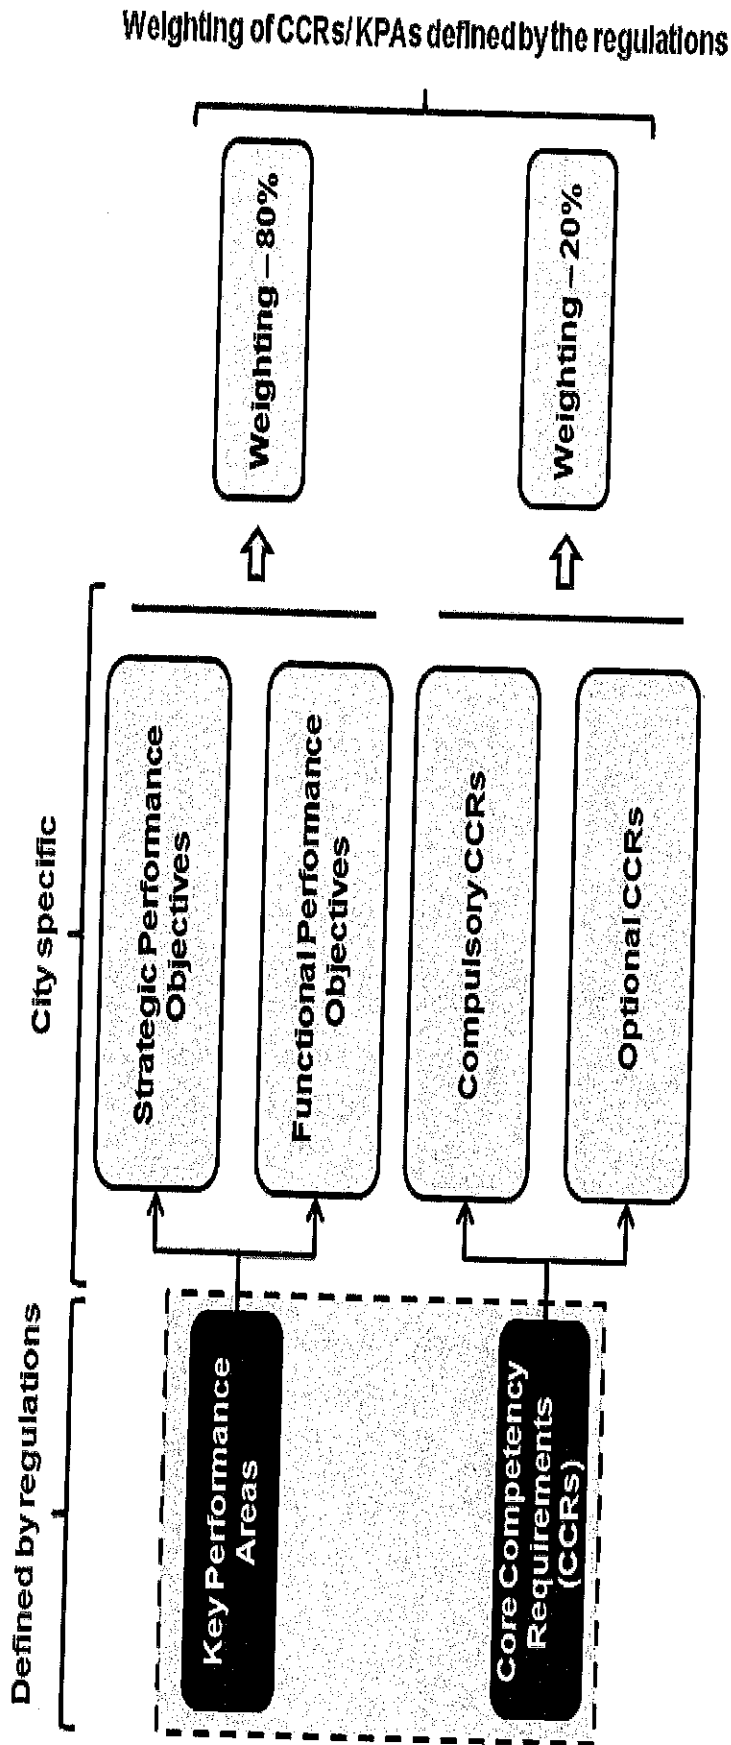 Weighting of CCRs/KPAs defined by the regulations
Defined by regulations
City specific
Key Performance
Areas
Strategic Performance
Objectives
Functional Performance
Objectives
Weighting – 80%
Core Competency
Requirements
(CCRs)
Compulsory CCRs
Optional CCRs
Weighting – 20%